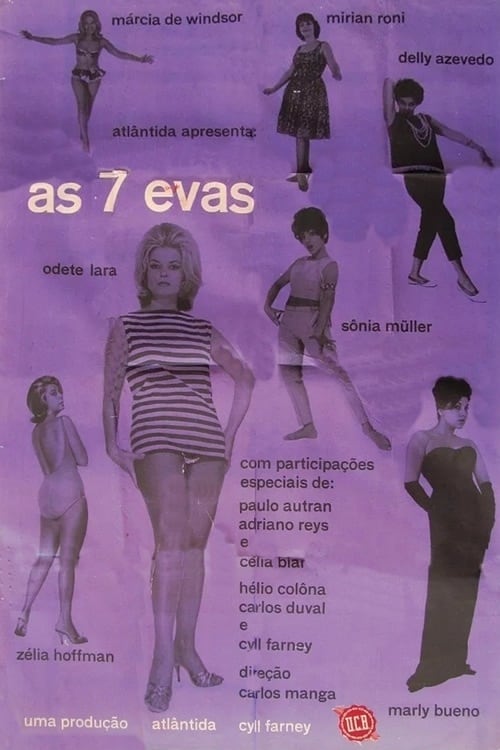 márcia de windsor
mirian roni
delly azevedo
atlântida apresenta:
as 7 evas
odete lara
sônia müller
com participações
especiais de:
paulo autran
adriano reys
e
célia biar
hélio colôna
carlos duval
e
cyll farney
direção
carlos manga
zélia hoffman
marly bueno
uma produção atlântida cyll farney
UCB